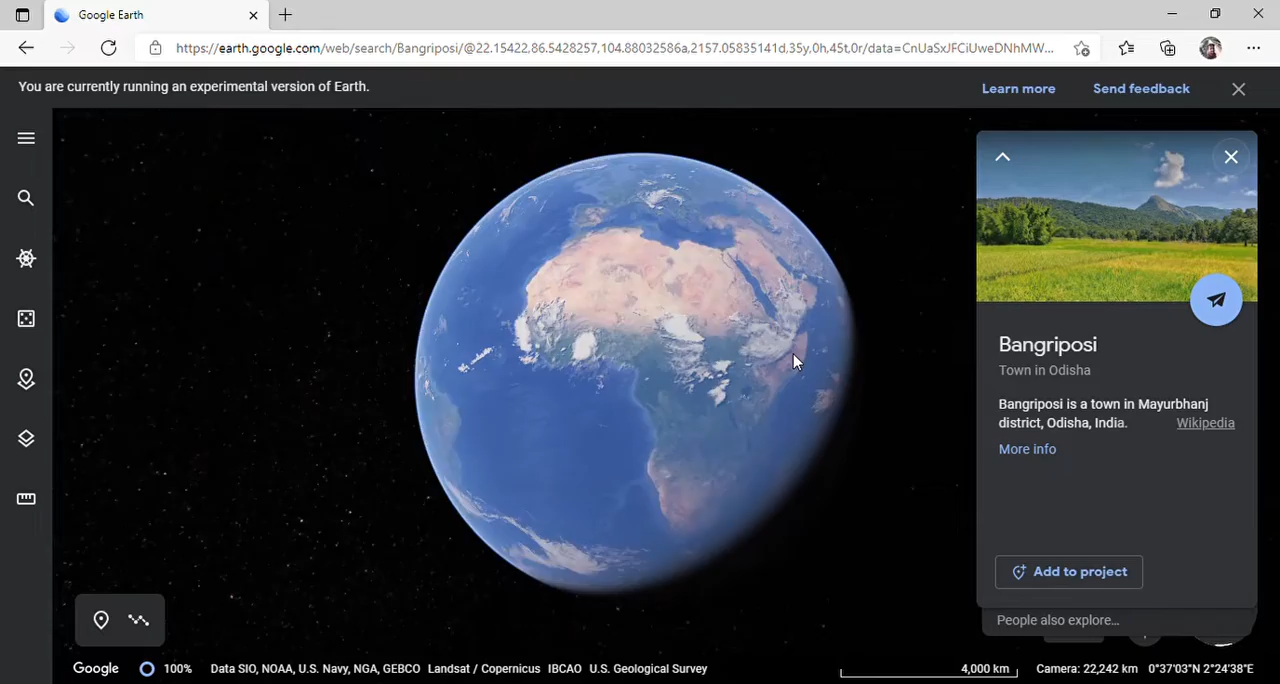 Google Earth
https://earth.google.com/web/search/Bangriposi/@22.15422,86.5428257,104.88032586a,2157.05835141d,35y,0h,45t,0r/data=CnUaSxJFCiUweDNhMW...
You are currently running an experimental version of Earth.
Learn more
Send feedback
Bangriposi
Town in Odisha
Bangriposi is a town in Mayurbhanj
district, Odisha, India. Wikipedia
More info
Add to project
People also explore...
Google 100% Data SIO, NOAA, U.S. Navy, NGA, GEBCO Landsat / Copernicus IBCAO U.S. Geological Survey 4,000 km Camera: 22,242 km 0°37'03"N 2°24'38"E